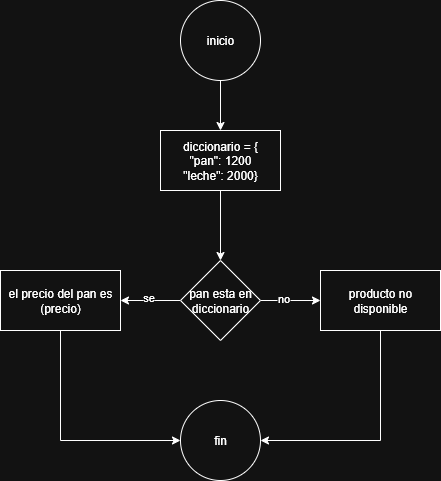 inicio
diccionario = {
"pan": 1200
"leche": 2000}
el precio del pan es
(precio)
se
pan esta en
diccionario
no
producto no
disponible
fin